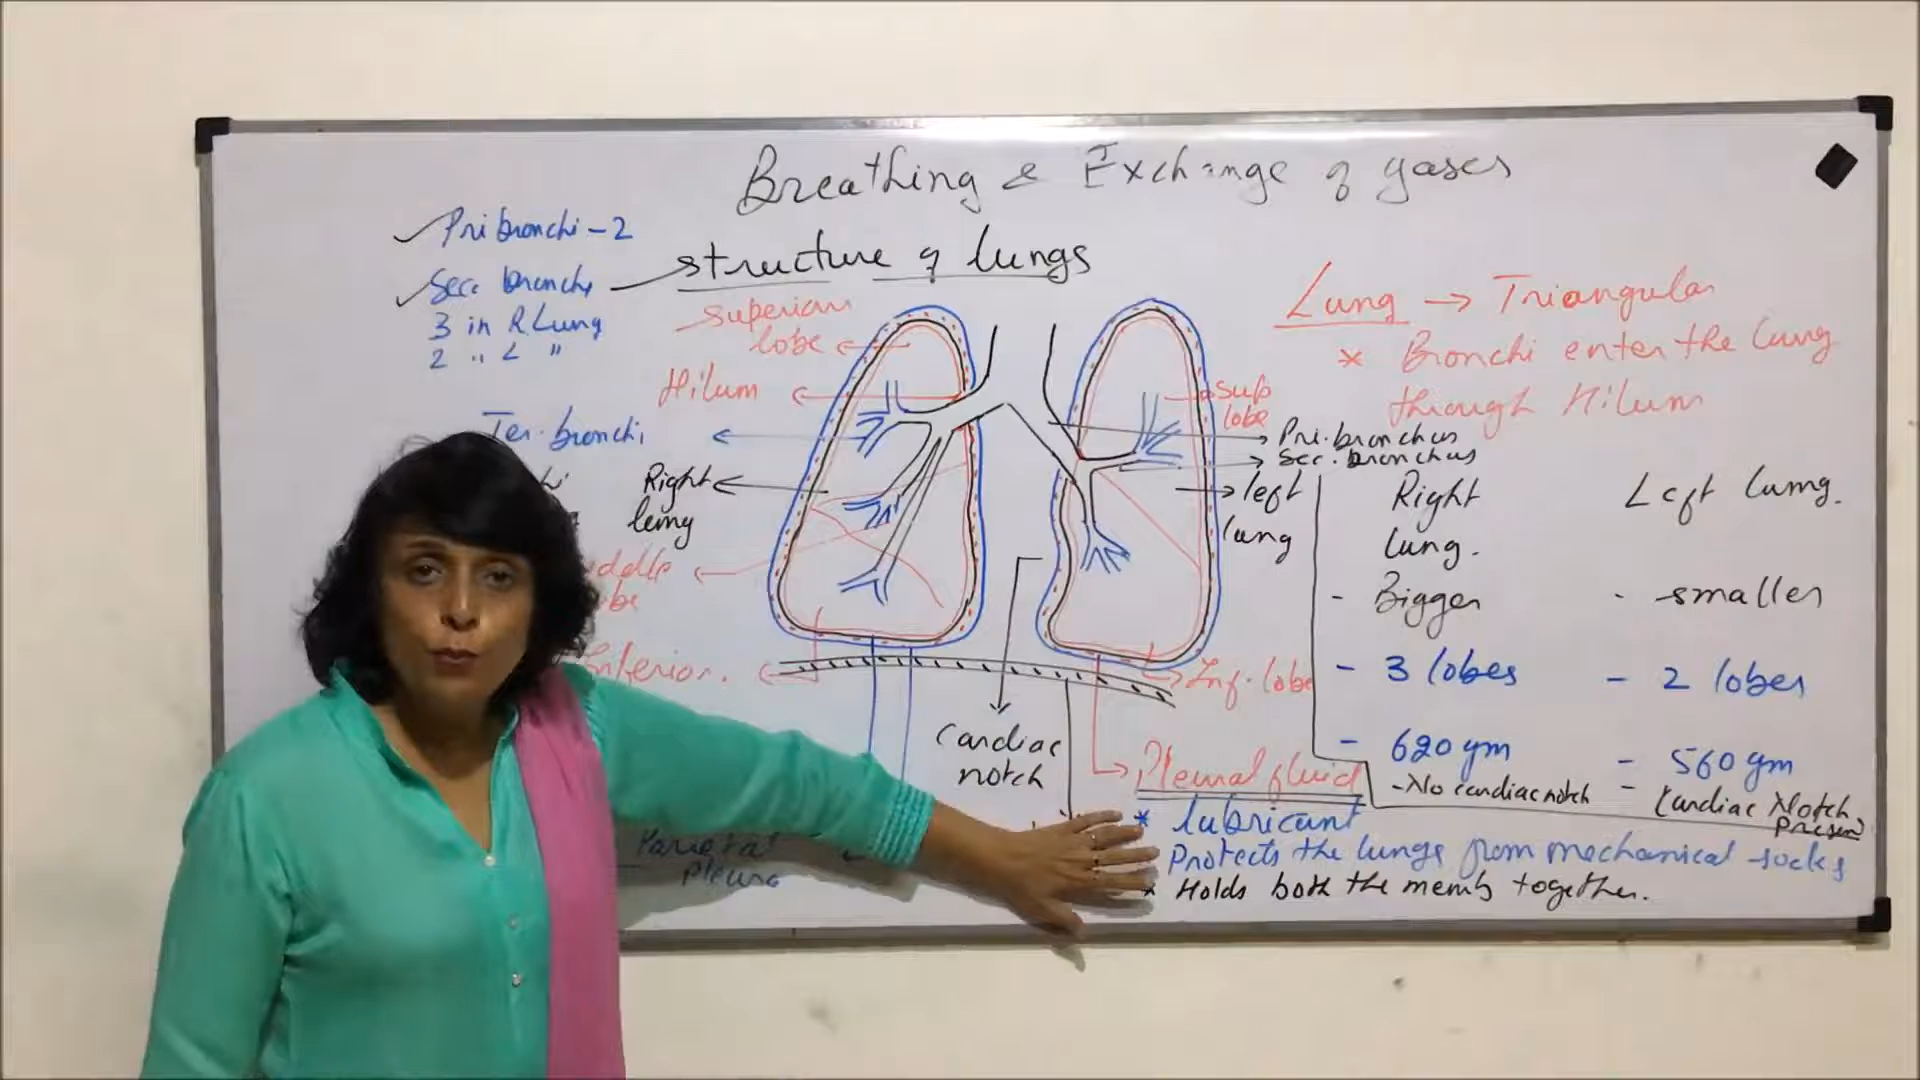 Breathing & Exchange of gases
structure of lungs
✓ Pri bronchi - 2
✓ Sec. bronchi
3 in R. Lung
2 " L "
Ter. bronchi
superior
lobe
Hilum
Right
lung
Inferior.
Parietal
pleura
sup
lobe
Pri. bronchus
Sec. bronchus
left
lung
Inf. lobe
Cardiac
notch
Lung → Triangular
* Bronchi enter the lung
through Hilum
Right
lung.
Left lung.
- Bigger
- smaller
- 3 lobes
- 2 lobes
- 620 gm
- 560 gm
- No cardiac notch
- Cardiac Notch
present
Pleural fluid
* lubricant
Protects the lungs from mechanical socks
* Holds both the membs together.